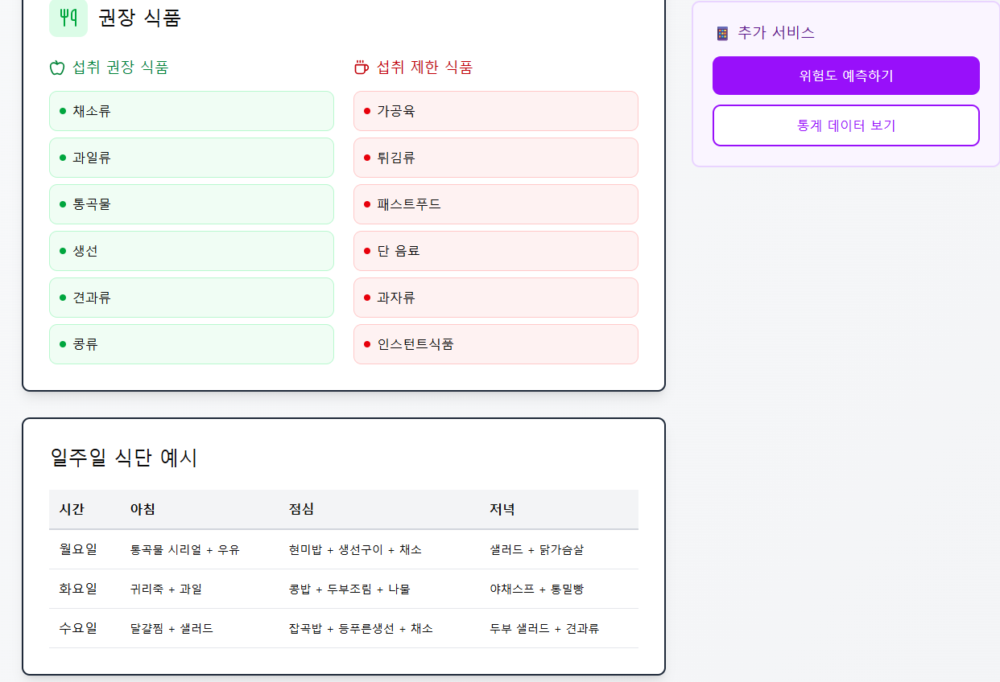 권장 식품
섭취 권장 식품
채소류
과일류
통곡물
생선
견과류
콩류
섭취 제한 식품
가공육
튀김류
패스트푸드
단 음료
과자류
인스턴트식품
일주일 식단 예시
시간 아침 점심 저녁
월요일 통곡물 시리얼 + 우유 현미밥 + 생선구이 + 채소 샐러드 + 닭가슴살
화요일 귀리죽 + 과일 콩밥 + 두부조림 + 나물 야채스프 + 통밀빵
수요일 달걀찜 + 샐러드 잡곡밥 + 등푸른생선 + 채소 두부 샐러드 + 견과류
추가 서비스
위험도 예측하기
통계 데이터 보기